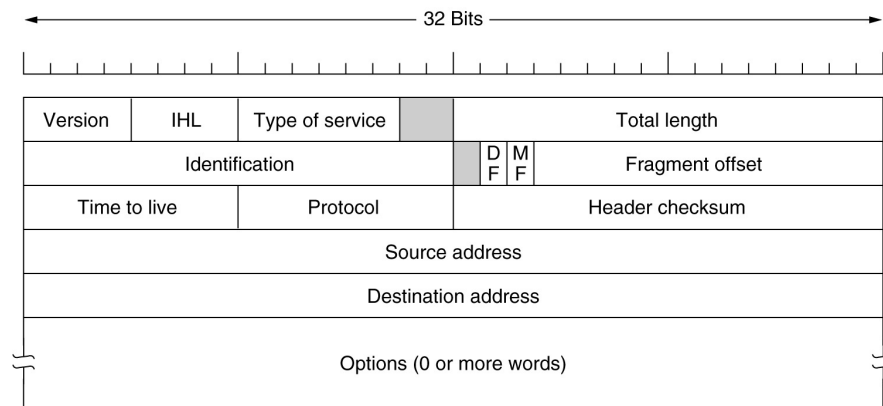 32 Bits
Version IHL Type of service Total length
Identification D F M F Fragment offset
Time to live Protocol Header checksum
Source address
Destination address
Options (0 or more words)